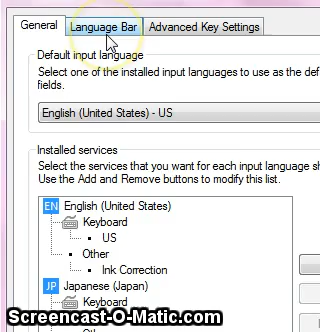 General Language Bar Advanced Key Settings
Default input language
Select one of the installed input languages to use as the def
fields.
English (United States) - US
Installed services
Select the services that you want for each input language sh
Use the Add and Remove buttons to modify this list.
EN English (United States)
Keyboard
US
Other
Ink Correction
JP Japanese (Japan)
Keyboard
Screencast-O-Matic.com